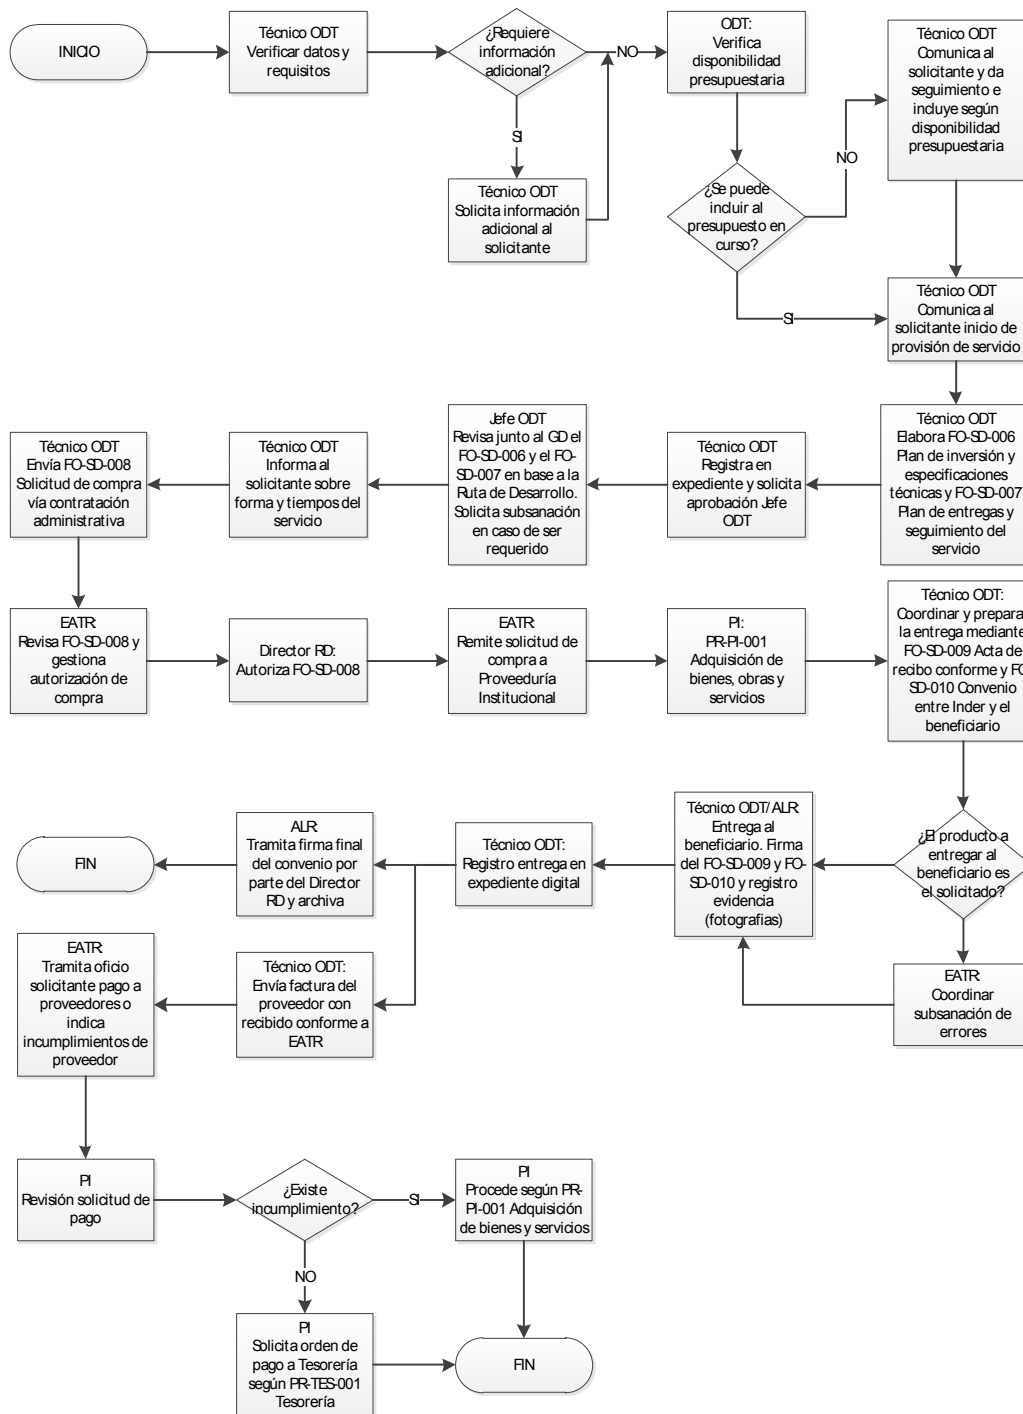 INICIO
Técnico ODT
Verificar datos y
requisitos
¿Requiere
información
adicional?
NO
ODT:
Verifica
disponibilidad
presupuestaria
Técnico ODT
Comunica al
solicitante y da
seguimiento e
incluye según
disponibilidad
presupuestaria
SI
NO
Técnico ODT
Solicita información
adicional al
solicitante
¿Se puede
incluir al
presupuesto en
curso?
SI
Técnico ODT
Comunica al
solicitante inicio de
provisión de servicio
Técnico ODT
Envía FO-SD-008
Solicitud de compra
vía contratación
administrativa
Técnico ODT
Informa al
solicitante sobre
forma y tiempos del
servicio
Jefe ODT
Revisa junto al GD el
FO-SD-006 y el FO-
SD-007 en base a la
Ruta de Desarrollo.
Solicita subsanación
en caso de ser
requerido
Técnico ODT
Registra en
expediente y solicita
aprobación Jefe
ODT
Técnico ODT
Elabora FO-SD-006
Plan de inversión y
especificaciones
técnicas y FO-SD-007
Plan de entregas y
seguimiento del
servicio
EATR:
Revisa FO-SD-008 y
gestiona
autorización de
compra
Director RD:
Autoriza FO-SD-008
EATR:
Remite solicitud de
compra a
Proveeduría
Institucional
PI:
PR-PI-001
Adquisición de
bienes, obras y
servicios
Técnico ODT:
Coordinar y prepara
la entrega mediante
FO-SD-009 Acta de
recibo conforme y FO-
SD-010 Convenio
entre Inder y el
beneficiario
FIN
ALR:
Tramita firma
final del convenio por
parte del Director
RD y archiva
Técnico ODT:
Registro entrega en
expediente digital
Técnico ODT/ALR:
Entrega al
beneficiario. Firma
del FO-SD-009 y FO-
SD-010 y registro
evidencia
(fotografias)
¿El producto a
entregar al
beneficiario es
el solicitado?
EATR:
Tramita oficio
solicitante pago a
proveedores o
indica
incumplimientos de
proveedor
Técnico ODT:
Envía factura del
proveedor con
recibido conforme a
EATR
EATR:
Coordinar
subsanación de
errores
PI
Revisión solicitud de
pago
¿Existe
incumplimiento?
SI
PI
Procede según PR-
PI-001 Adquisición
de bienes y servicios
NO
PI
Solicita orden de
pago a Tesorería
según PR-TES-001
Tesorería
FIN